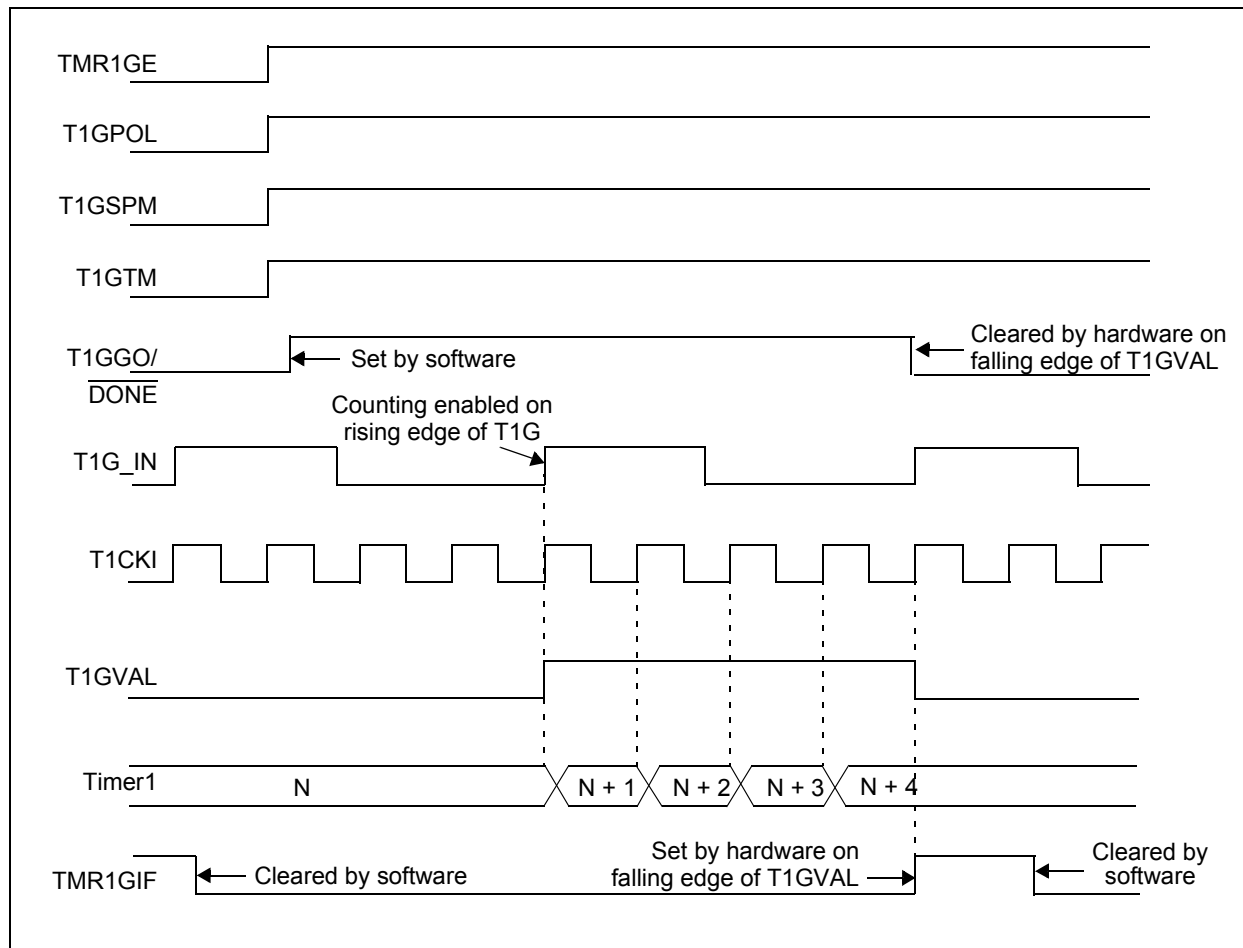 TMR1GE
T1GPOL
T1GSPM
T1GTM
T1GGO/
DONE
Set by software
Cleared by hardware on
falling edge of T1GVAL
Counting enabled on
rising edge of T1G
T1G_IN
T1CKI
T1GVAL
Timer1
N
N + 1
N + 2
N + 3
N + 4
TMR1GIF
Cleared by software
Set by hardware on
falling edge of T1GVAL
Cleared by
software